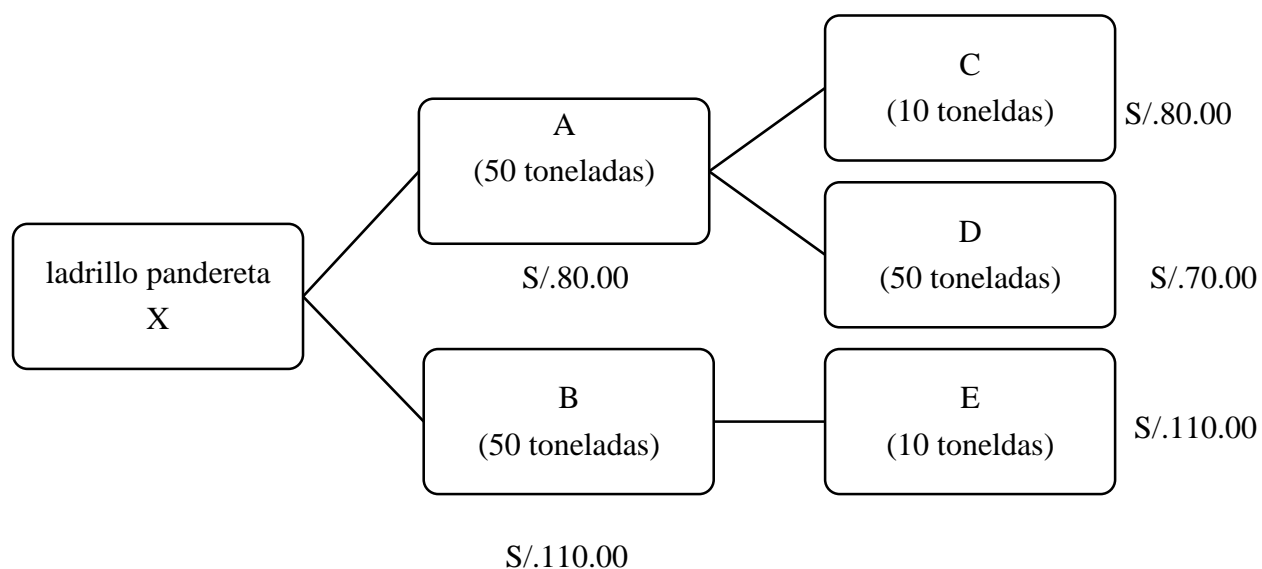 ladrillo pandereta
X
A
(50 toneladas)
S/.80.00
B
(50 toneladas)
S/.110.00
C
(10 toneldas)
S/.80.00
D
(50 toneladas)
S/.70.00
E
(10 toneldas)
S/.110.00